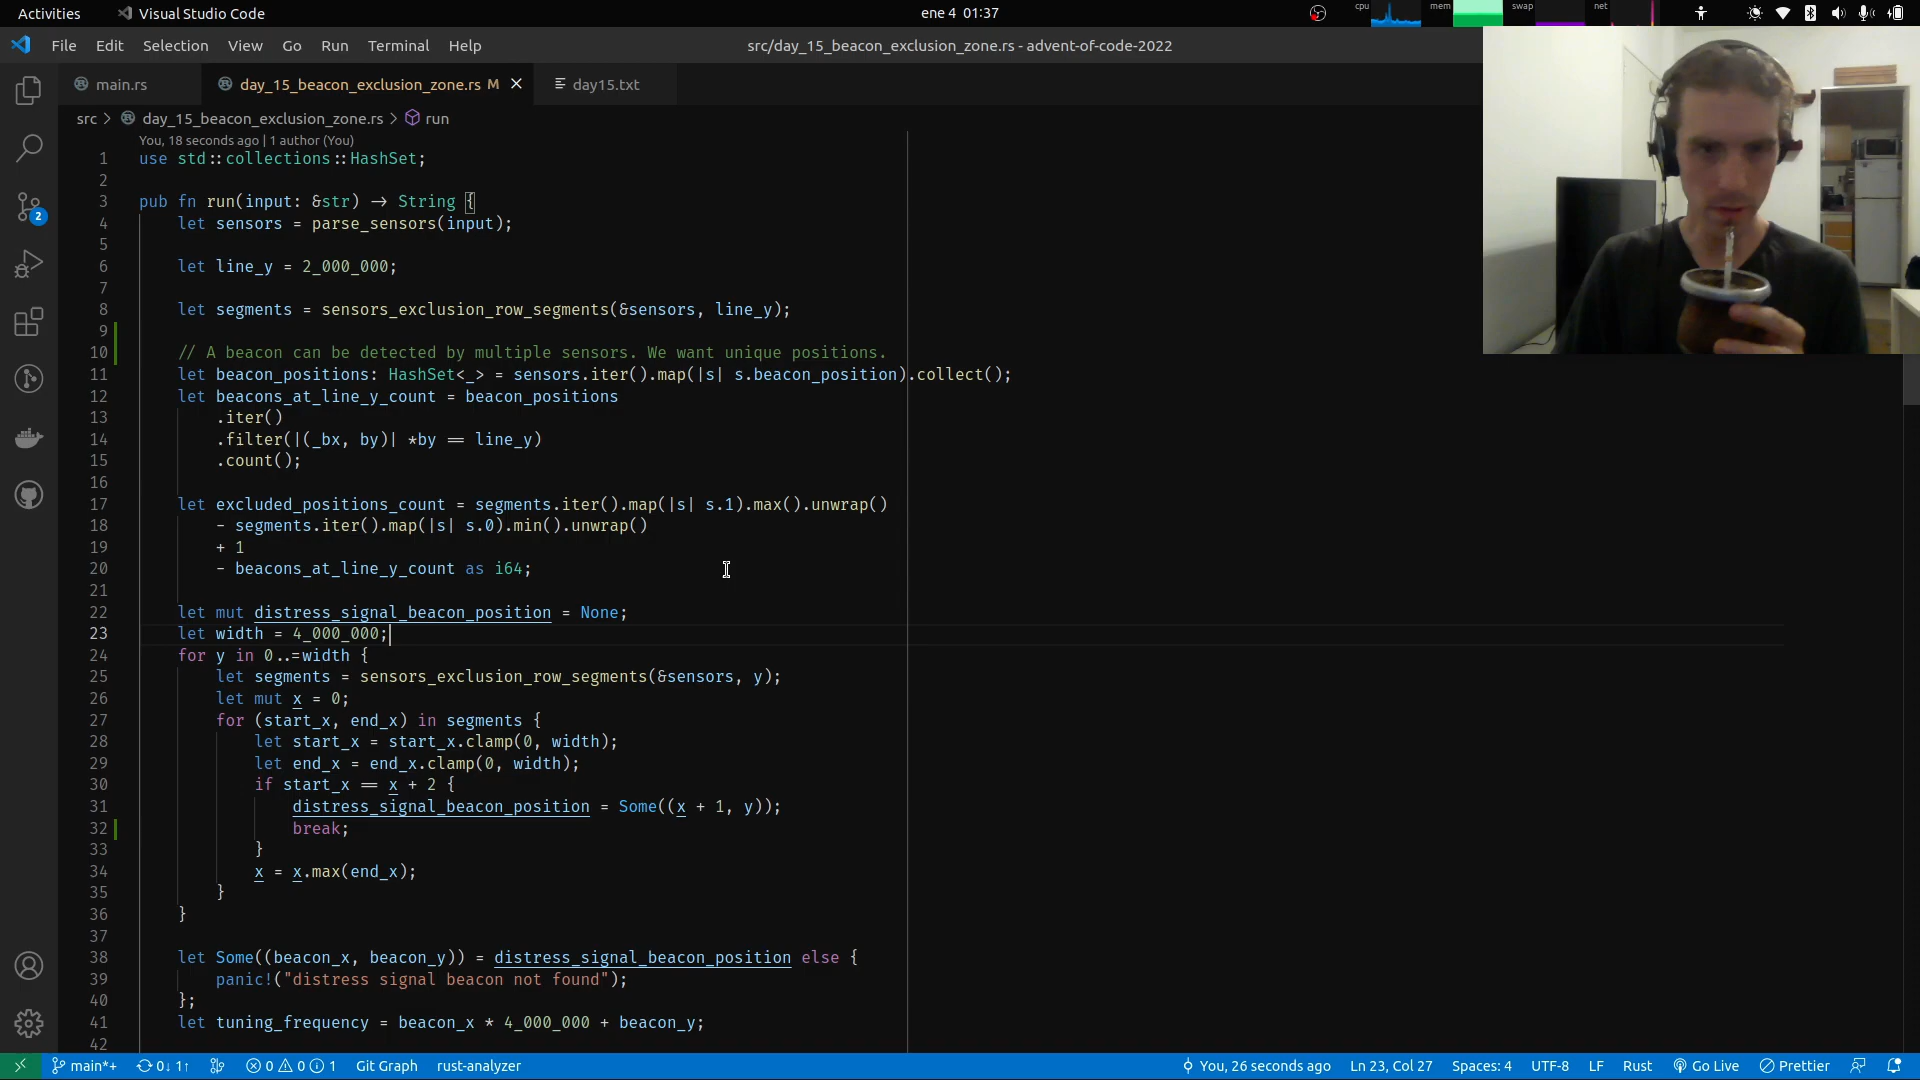 Activities Visual Studio Code ene 4 01:37 cpu mem swap net
File Edit Selection View Go Run Terminal Help src/day_15_beacon_exclusion_zone.rs - advent-of-code-2022
main.rs day_15_beacon_exclusion_zone.rs M day15.txt
src > day_15_beacon_exclusion_zone.rs > run
You, 18 seconds ago | 1 author (You)
1 use std::collections::HashSet;
2
3 pub fn run(input: &str) -> String {
4 let sensors = parse_sensors(input);
5
6 let line_y = 2_000_000;
7
8 let segments = sensors_exclusion_row_segments(&sensors, line_y);
9
10 // A beacon can be detected by multiple sensors. We want unique positions.
11 let beacon_positions: HashSet<_> = sensors.iter().map(|s| s.beacon_position).collect();
12 let beacons_at_line_y_count = beacon_positions
13 .iter()
14 .filter(|(_bx, by)| *by == line_y)
15 .count();
16
17 let excluded_positions_count = segments.iter().map(|s| s.1).max().unwrap()
18 - segments.iter().map(|s| s.0).min().unwrap()
19 + 1
20 - beacons_at_line_y_count as i64;
21
22 let mut distress_signal_beacon_position = None;
23 let width = 4_000_000;
24 for y in 0..=width {
25 let segments = sensors_exclusion_row_segments(&sensors, y);
26 let mut x = 0;
27 for (start_x, end_x) in segments {
28 let start_x = start_x.clamp(0, width);
29 let end_x = end_x.clamp(0, width);
30 if start_x == x + 2 {
31 distress_signal_beacon_position = Some((x + 1, y));
32 break;
33 }
34 x = x.max(end_x);
35 }
36 }
37
38 let Some((beacon_x, beacon_y)) = distress_signal_beacon_position else {
39 panic!("distress signal beacon not found");
40 };
41 let tuning_frequency = beacon_x * 4_000_000 + beacon_y;
42
2
main*+ 0↓ 1↑ 0 0 1 Git Graph rust-analyzer You, 26 seconds ago Ln 23, Col 27 Spaces: 4 UTF-8 LF Rust Go Live Prettier